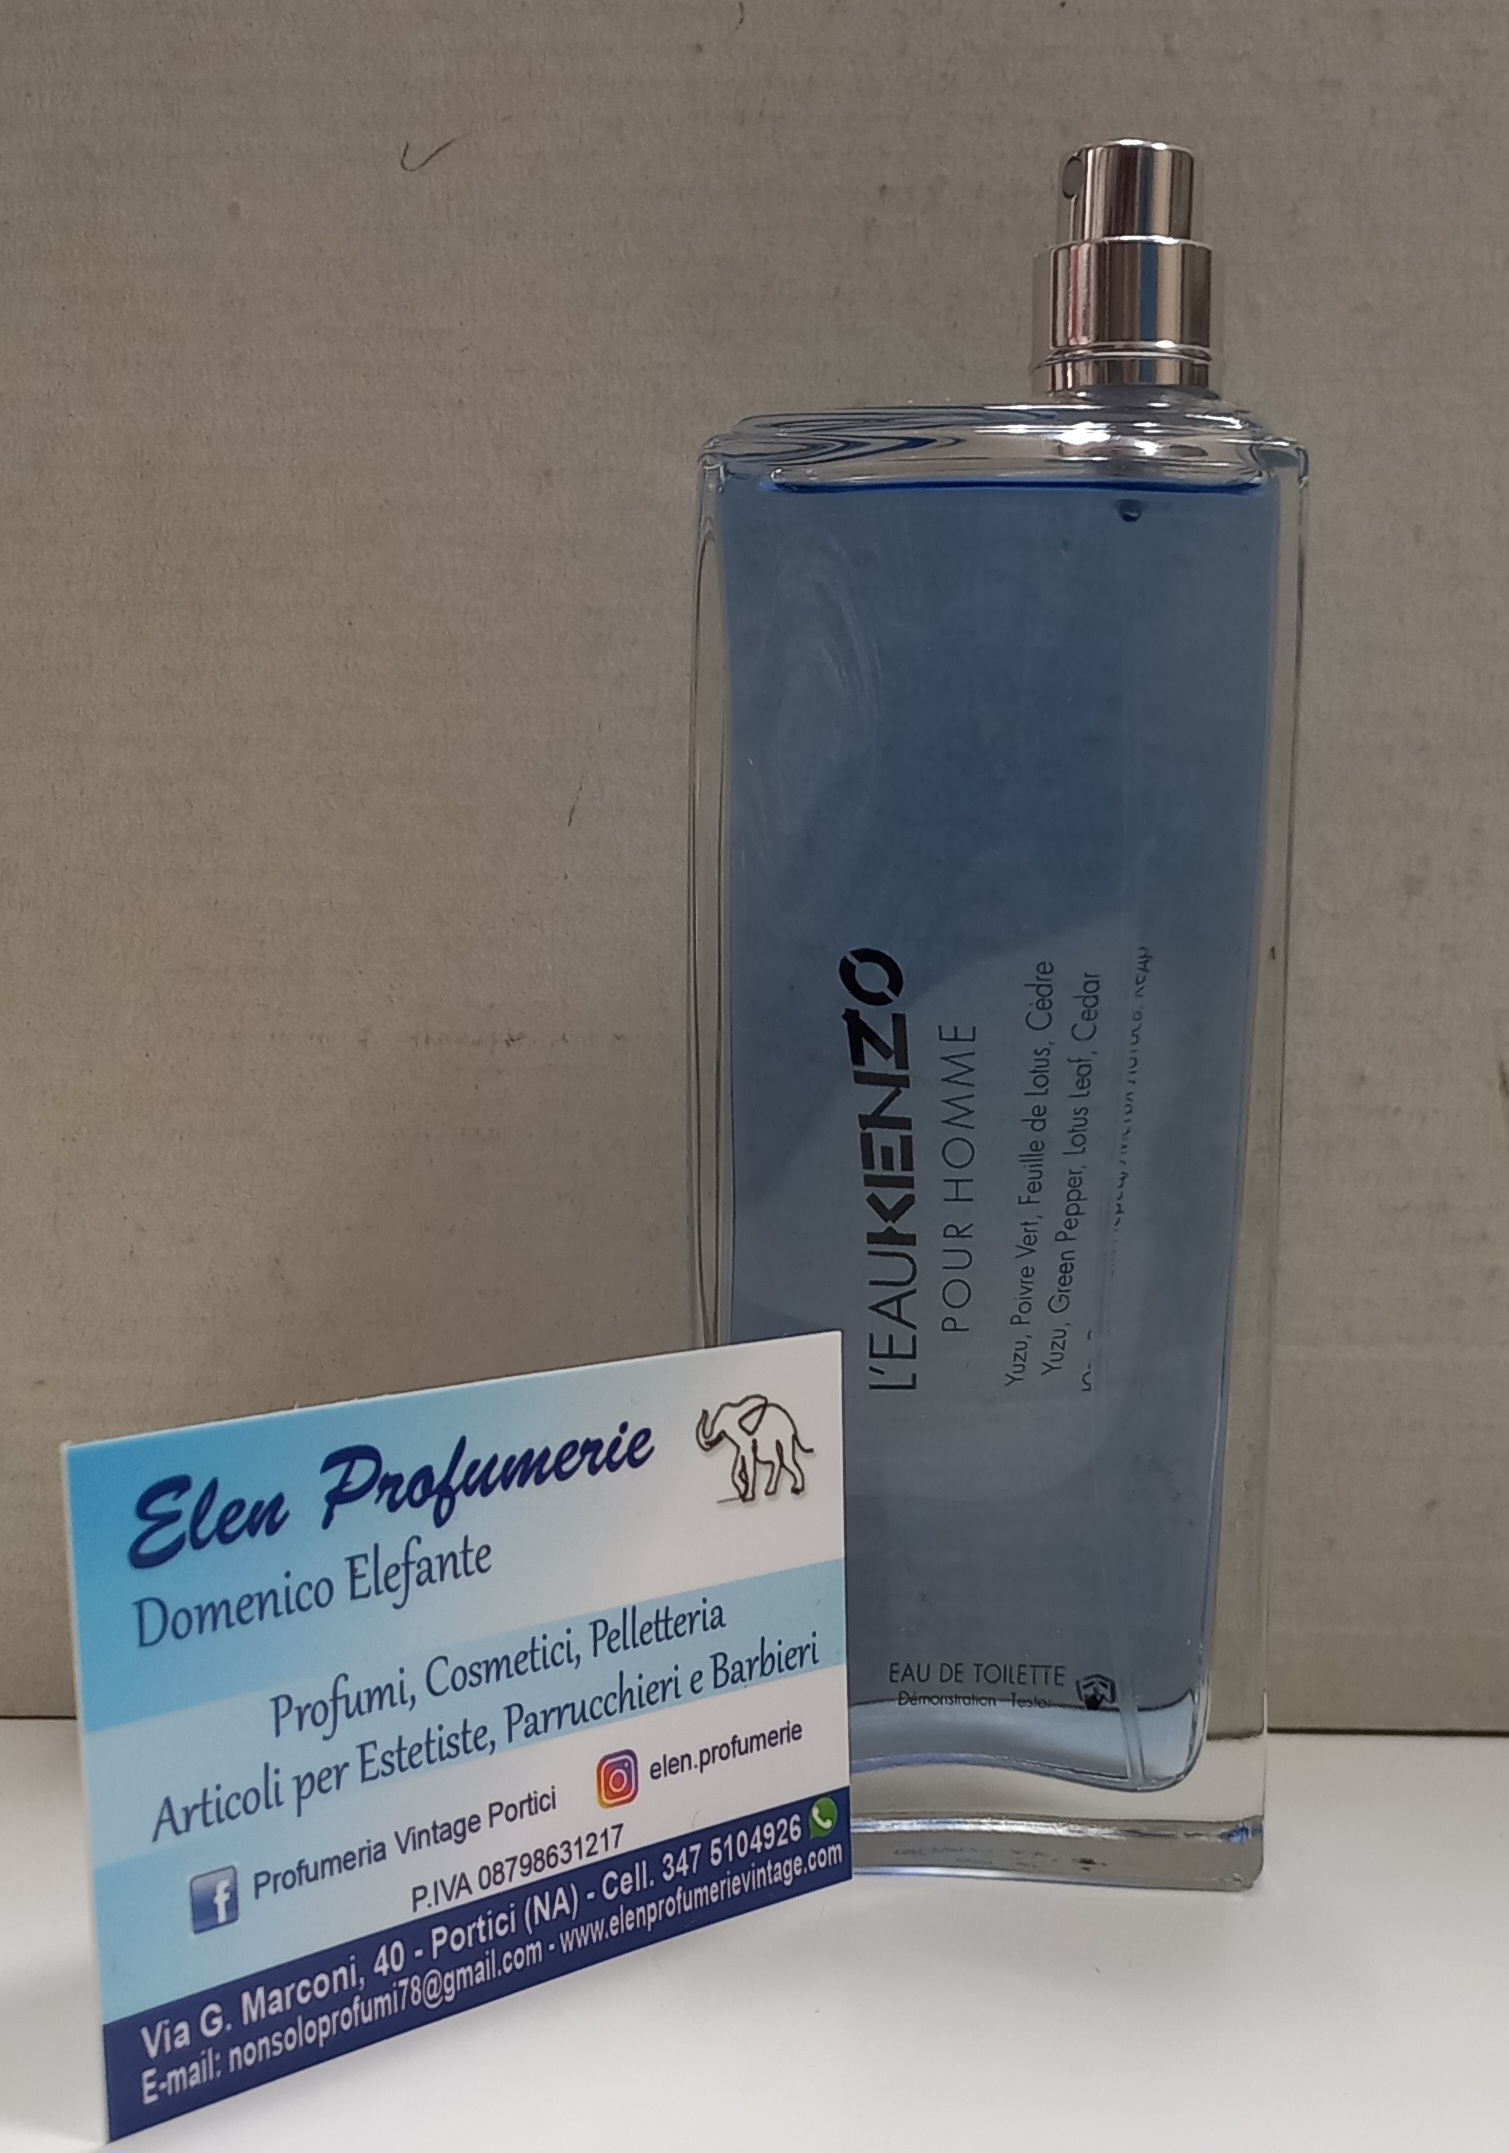 L'EAUKENZO
POUR HOMME
Yuzu, Poivre Vert, Feuille de Lotus, Cèdre
Yuzu, Green Pepper, Lotus Leaf, Cedar
EAU DE TOILETTE
Démonstration - Tester
Elen Profumerie
Domenico Elefante
Profumi, Cosmetici, Pelletteria
Articoli per Estetiste, Parrucchieri e Barbieri
elen.profumerie
f Profumeria Vintage Portici
P.IVA 08798631217
Via G. Marconi, 40 - Portici (NA) - Cell. 347 5104926
E-mail: nonsoloprofumi78@gmail.com - www.elenprofumerievintage.com